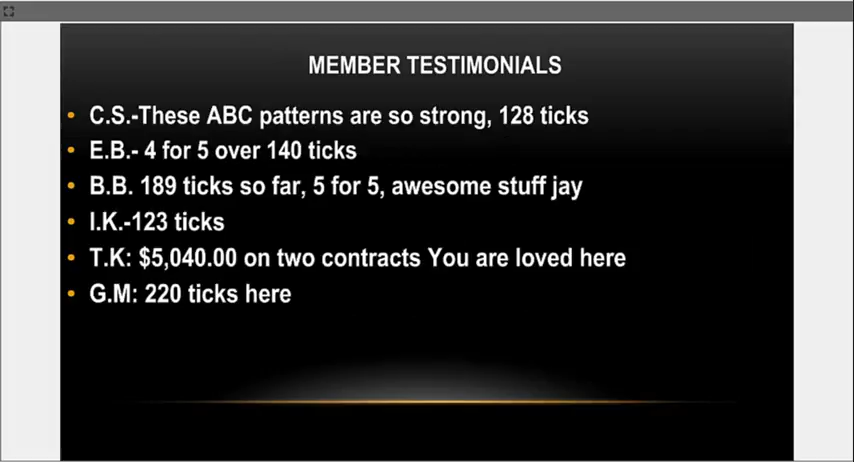 MEMBER TESTIMONIALS
• C.S.-These ABC patterns are so strong, 128 ticks
• E.B.- 4 for 5 over 140 ticks
• B.B. 189 ticks so far, 5 for 5, awesome stuff jay
• I.K.-123 ticks
• T.K: $5,040.00 on two contracts You are loved here
• G.M: 220 ticks here